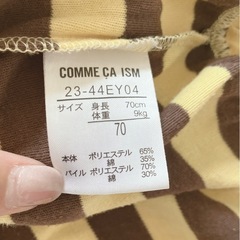 COMME ÇA ISM
23-44EY04
サイズ 身長 70cm
体重 9kg
70
本体 ポリエステル 65%
綿 35%
パイル ポリエステル 70%
綿 30%